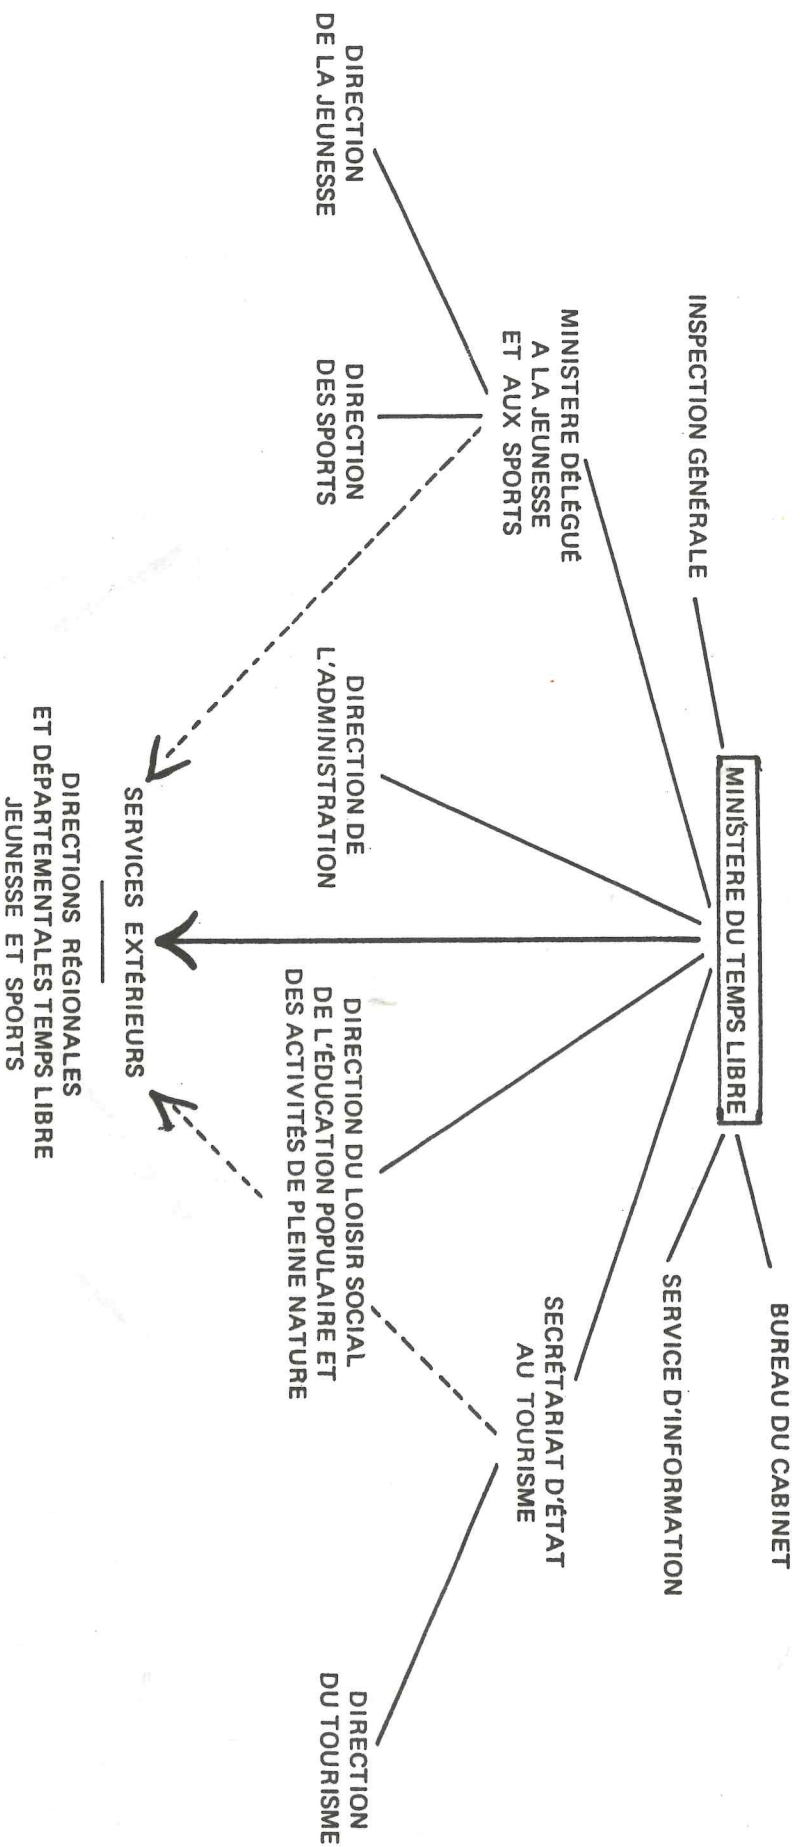 BUREAU DU CABINET
MINISTERE DU TEMPS LIBRE
INSPECTION GÉNÉRALE
SERVICE D'INFORMATION
MINISTERE DÉLÉGUÉ
A LA JEUNESSE
ET AUX SPORTS
SECRÉTARIAT D'ÉTAT
AU TOURISME
DIRECTION
DE LA JEUNESSE
DIRECTION
DES SPORTS
DIRECTION DE
L'ADMINISTRATION
DIRECTION DU LOISIR SOCIAL
DE L'ÉDUCATION POPULAIRE ET
DES ACTIVITÉS DE PLEINE NATURE
DIRECTION
DU TOURISME
SERVICES EXTÉRIEURS
DIRECTIONS RÉGIONALES
ET DÉPARTEMENTALES TEMPS LIBRE
JEUNESSE ET SPORTS